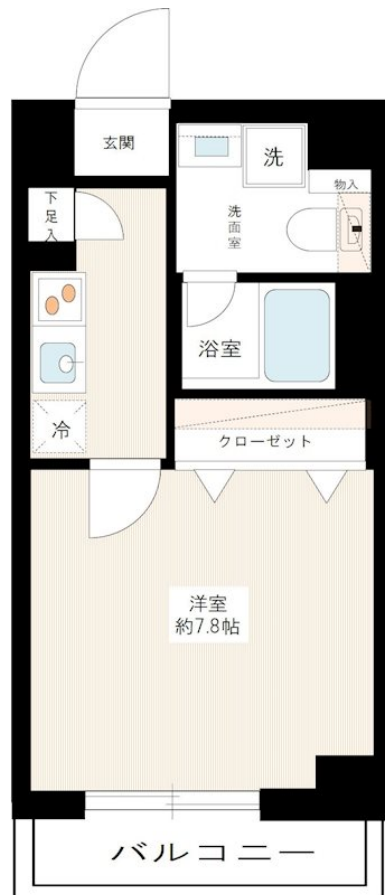 玄関
下足入
洗
物入
洗面室
浴室
冷
クローゼット
洋室
約7.8帖
バルコニー